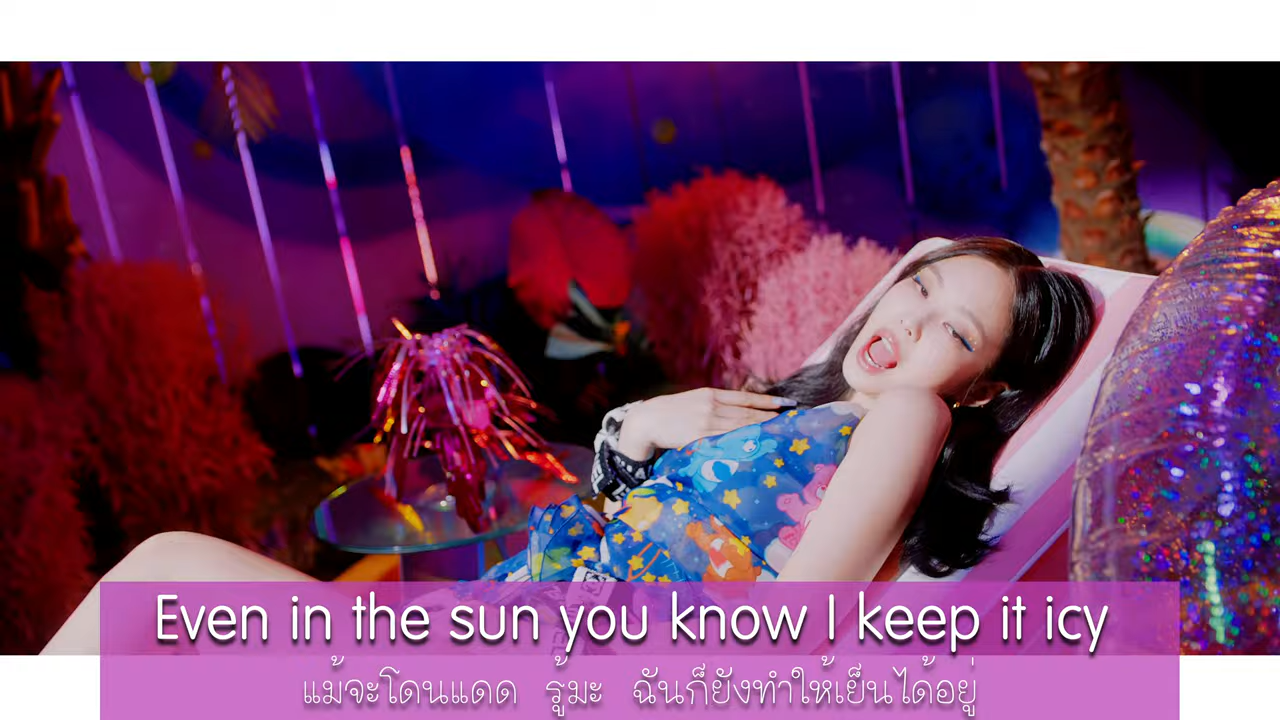 Even in the sun you know I keep it icy
แม้จะโดนแดด รู้มะ ฉันก็ยังทำให้เย็นได้อยู่